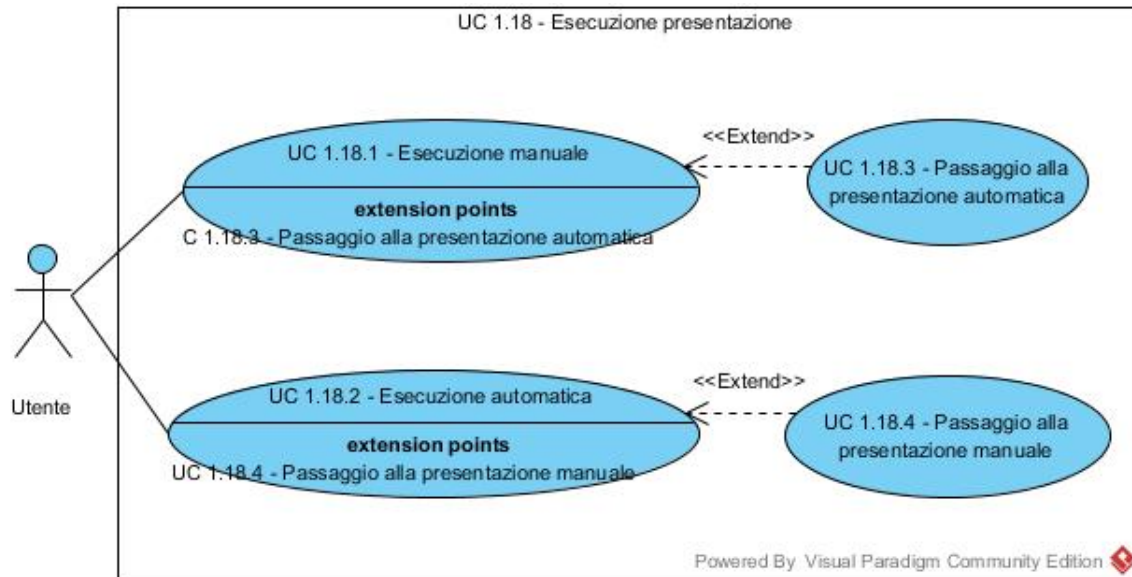 UC 1.18 - Esecuzione presentazione
UC 1.18.1 - Esecuzione manuale
extension points
C 1.18.3 - Passaggio alla presentazione automatica
<<Extend>>
UC 1.18.3 - Passaggio alla
presentazione automatica
Utente
UC 1.18.2 - Esecuzione automatica
extension points
UC 1.18.4 - Passaggio alla presentazione manuale
<<Extend>>
UC 1.18.4 - Passaggio alla
presentazione manuale
Powered By Visual Paradigm Community Edition